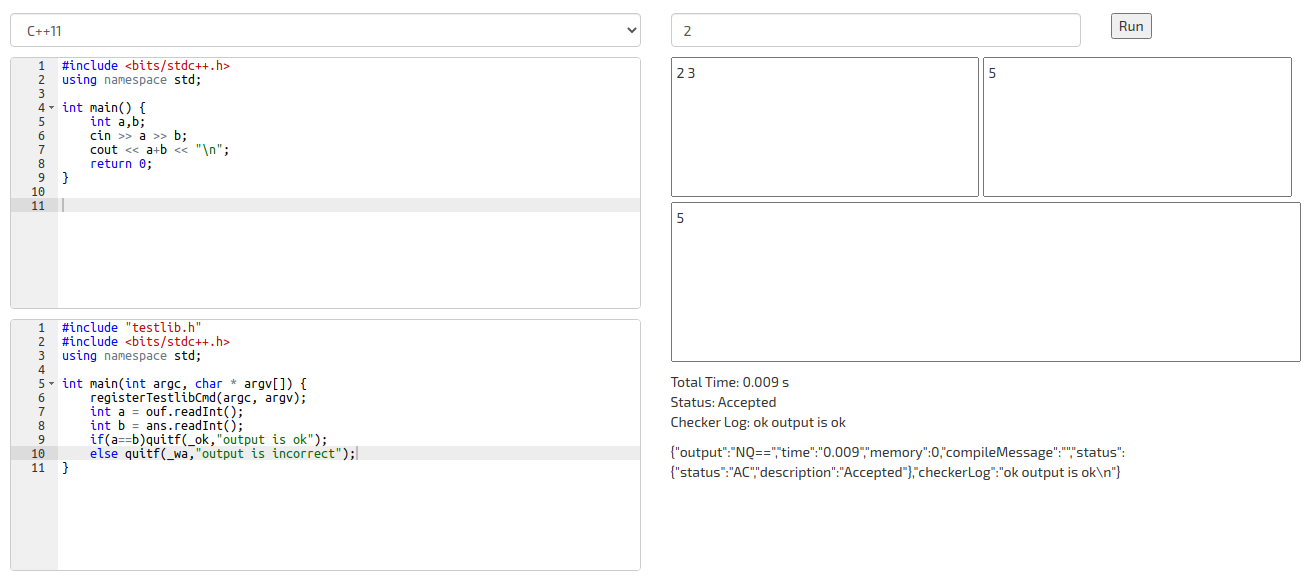 C++11
1 #include <bits/stdc++.h>
2 using namespace std;
3
4 int main() {
5 int a,b;
6 cin >> a >> b;
7 cout << a+b << "\n";
8 return 0;
9 }
10
11
1 #include "testlib.h"
2 #include <bits/stdc++.h>
3 using namespace std;
4
5 int main(int argc, char * argv[]) {
6 registerTestlibCmd(argc, argv);
7 int a = ouf.readInt();
8 int b = ans.readInt();
9 if(a==b)quitf(_ok,"output is ok");
10 else quitf(_wa,"output is incorrect");
11 }
2
Run
2 3
5
5
Total Time: 0.009 s
Status: Accepted
Checker Log: ok output is ok
{"output":"NQ==","time":"0.009","memory":0,"compileMessage":"","status":
{"status":"AC","description":"Accepted"},"checkerLog":"ok output is ok\n"}